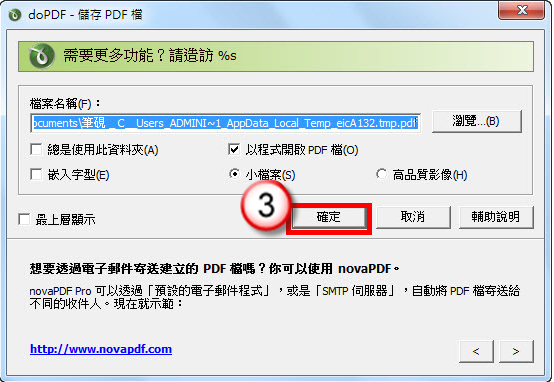 doPDF - 儲存 PDF 檔
需要更多功能？請造訪 %s
檔案名稱(F)：
ocuments\筆硯 _ C__Users_ADMINI~1_AppData_Local_Temp_eicA132.tmp.pdf
瀏覽...(B)
總是使用此資料夾(A)
以程式開啟 PDF 檔(O)
嵌入字型(E)
小檔案(S)
高品質影像(H)
3
最上層顯示
確定
取消
輔助說明
想要透過電子郵件寄送建立的 PDF 檔嗎？你可以使用 novaPDF。
novaPDF Pro 可以透過「預設的電子郵件程式」，或是「SMTP 伺服器」，自動將 PDF 檔寄送給
不同的收件人。現在就示範：
http://www.novapdf.com
< >